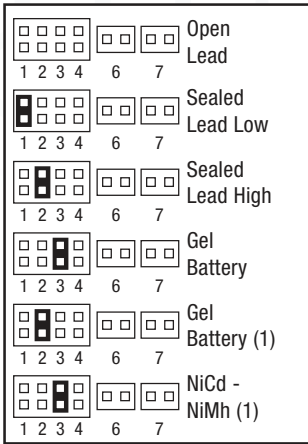 Open
Lead
1 2 3 4 6 7
Sealed
Lead Low
1 2 3 4 6 7
Sealed
Lead High
1 2 3 4 6 7
Gel
Battery
1 2 3 4 6 7
Gel
Battery (1)
1 2 3 4 6 7
NiCd -
NiMh (1)
1 2 3 4 6 7